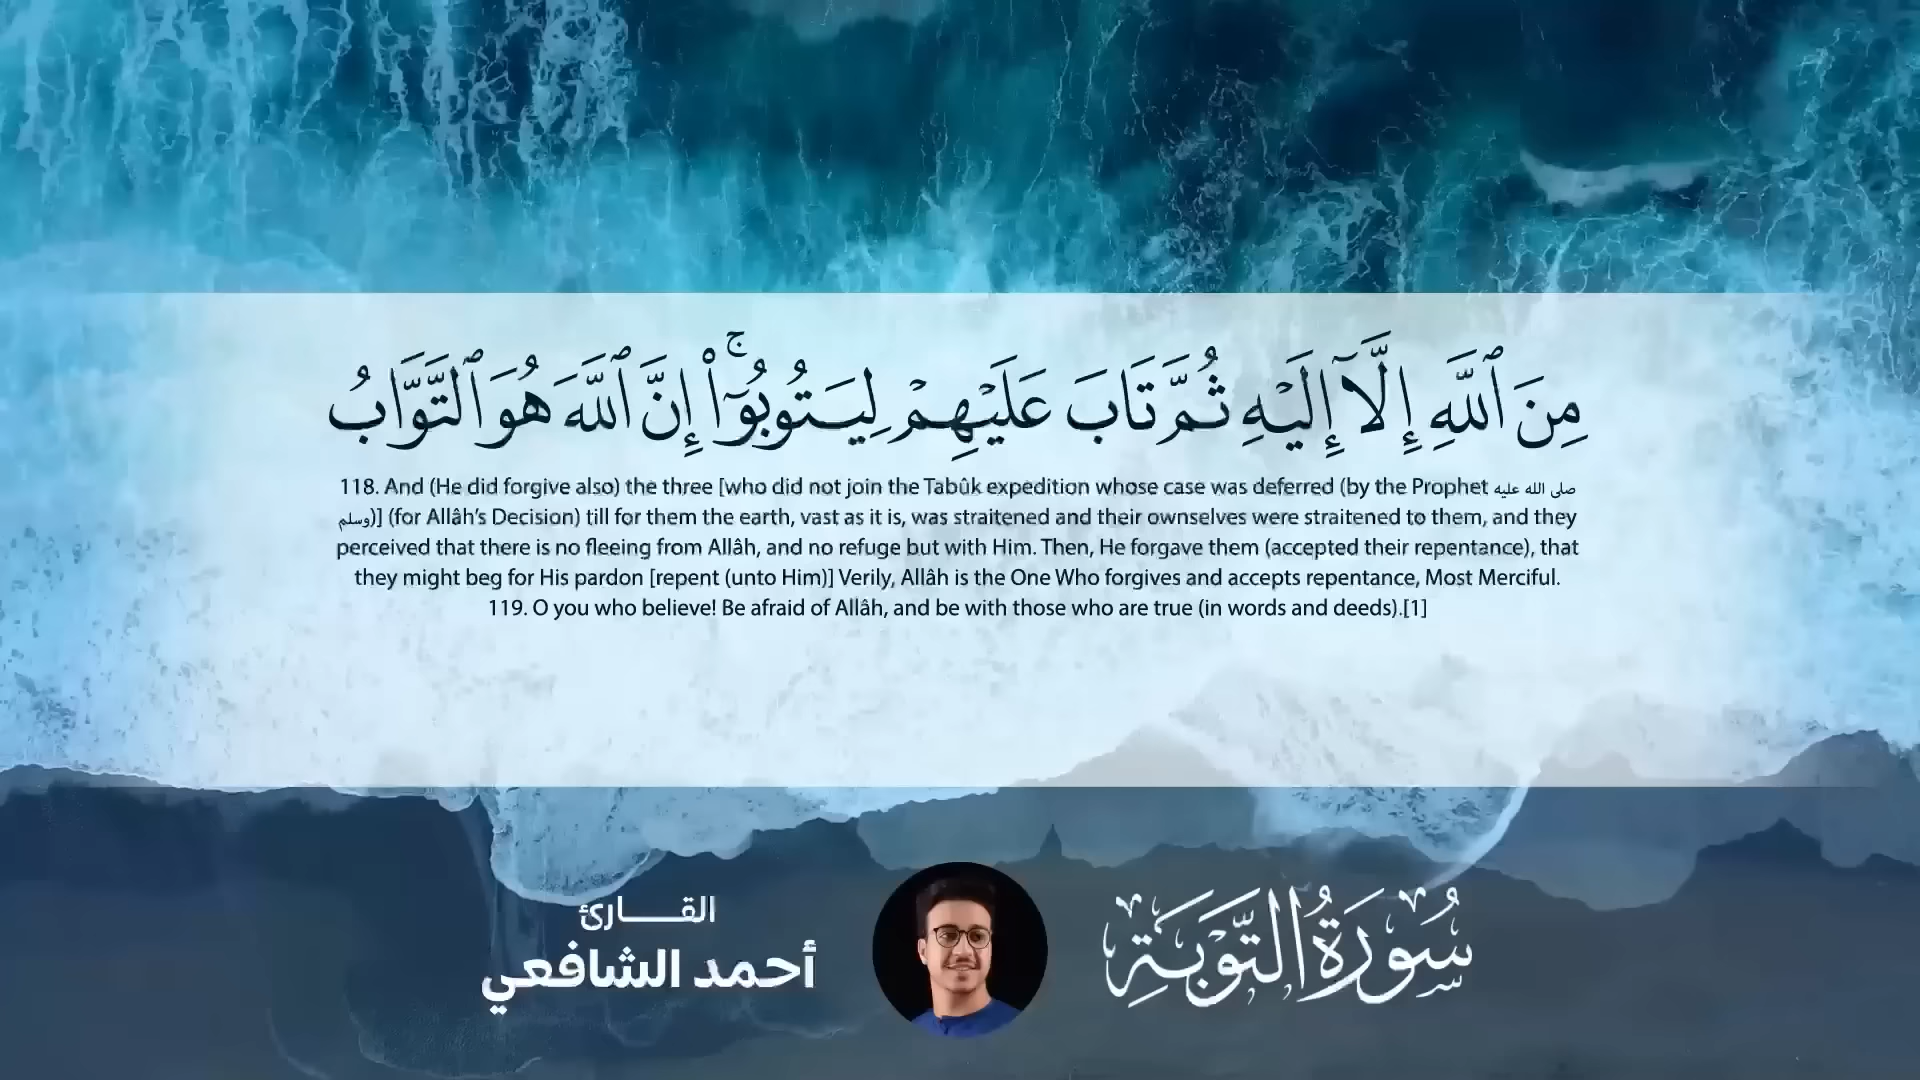 مِنَ ٱللَّهِ إِلَّآ إِلَيْهِ ثُمَّ تَابَ عَلَيْهِمْ لِيَتُوبُوٓا۟ ۚ إِنَّ ٱللَّهَ هُوَ ٱلتَّوَّابُ
118. And (He did forgive also) the three [who did not join the Tabûk expedition whose case was deferred (by the Prophet صلى الله عليه
وسلم)] (for Allâh’s Decision) till for them the earth, vast as it is, was straitened and their ownselves were straitened to them, and they
perceived that there is no fleeing from Allâh, and no refuge but with Him. Then, He forgave them (accepted their repentance), that
they might beg for His pardon [repent (unto Him)] Verily, Allâh is the One Who forgives and accepts repentance, Most Merciful.
119. O you who believe! Be afraid of Allâh, and be with those who are true (in words and deeds).[1]
سُورَةُ التَّوْبَةِ
القـــــارئ
أحمد الشافعي